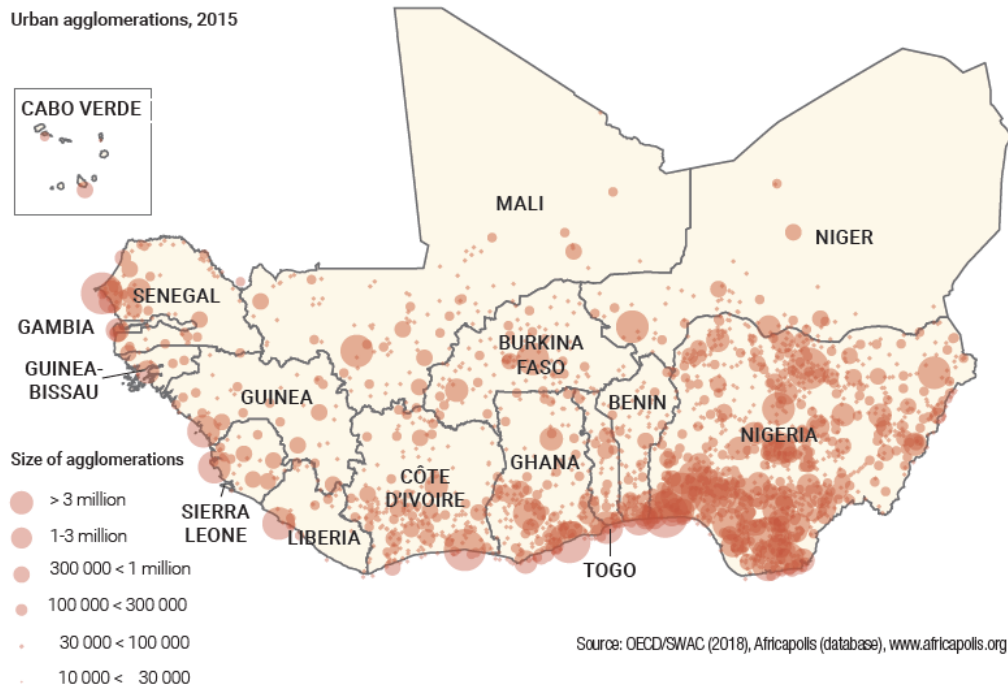 Urban agglomerations, 2015
CABO VERDE
MALI
NIGER
SENEGAL
GAMBIA
GUINEA-
BISSAU
BURKINA
FASO
GUINEA
BENIN
NIGERIA
Size of agglomerations
> 3 million
1-3 million
300 000 < 1 million
100 000 < 300 000
30 000 < 100 000
10 000 < 30 000
SIERRA
LEONE
LIBERIA
CÔTE
D'IVOIRE
GHANA
TOGO
Source: OECD/SWAC (2018), Africapolis (database), www.africapolis.org